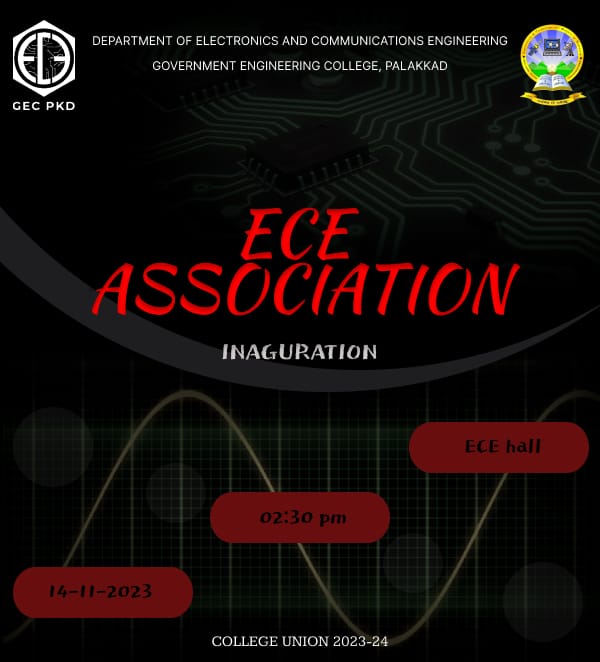 DEPARTMENT OF ELECTRONICS AND COMMUNICATIONS ENGINEERING
GOVERNMENT ENGINEERING COLLEGE, PALAKKAD
ECE
GEC PKD
ECE
ASSOCIATION
INAGURATION
ECE hall
02:30 pm
14-11-2023
COLLEGE UNION 2023-24